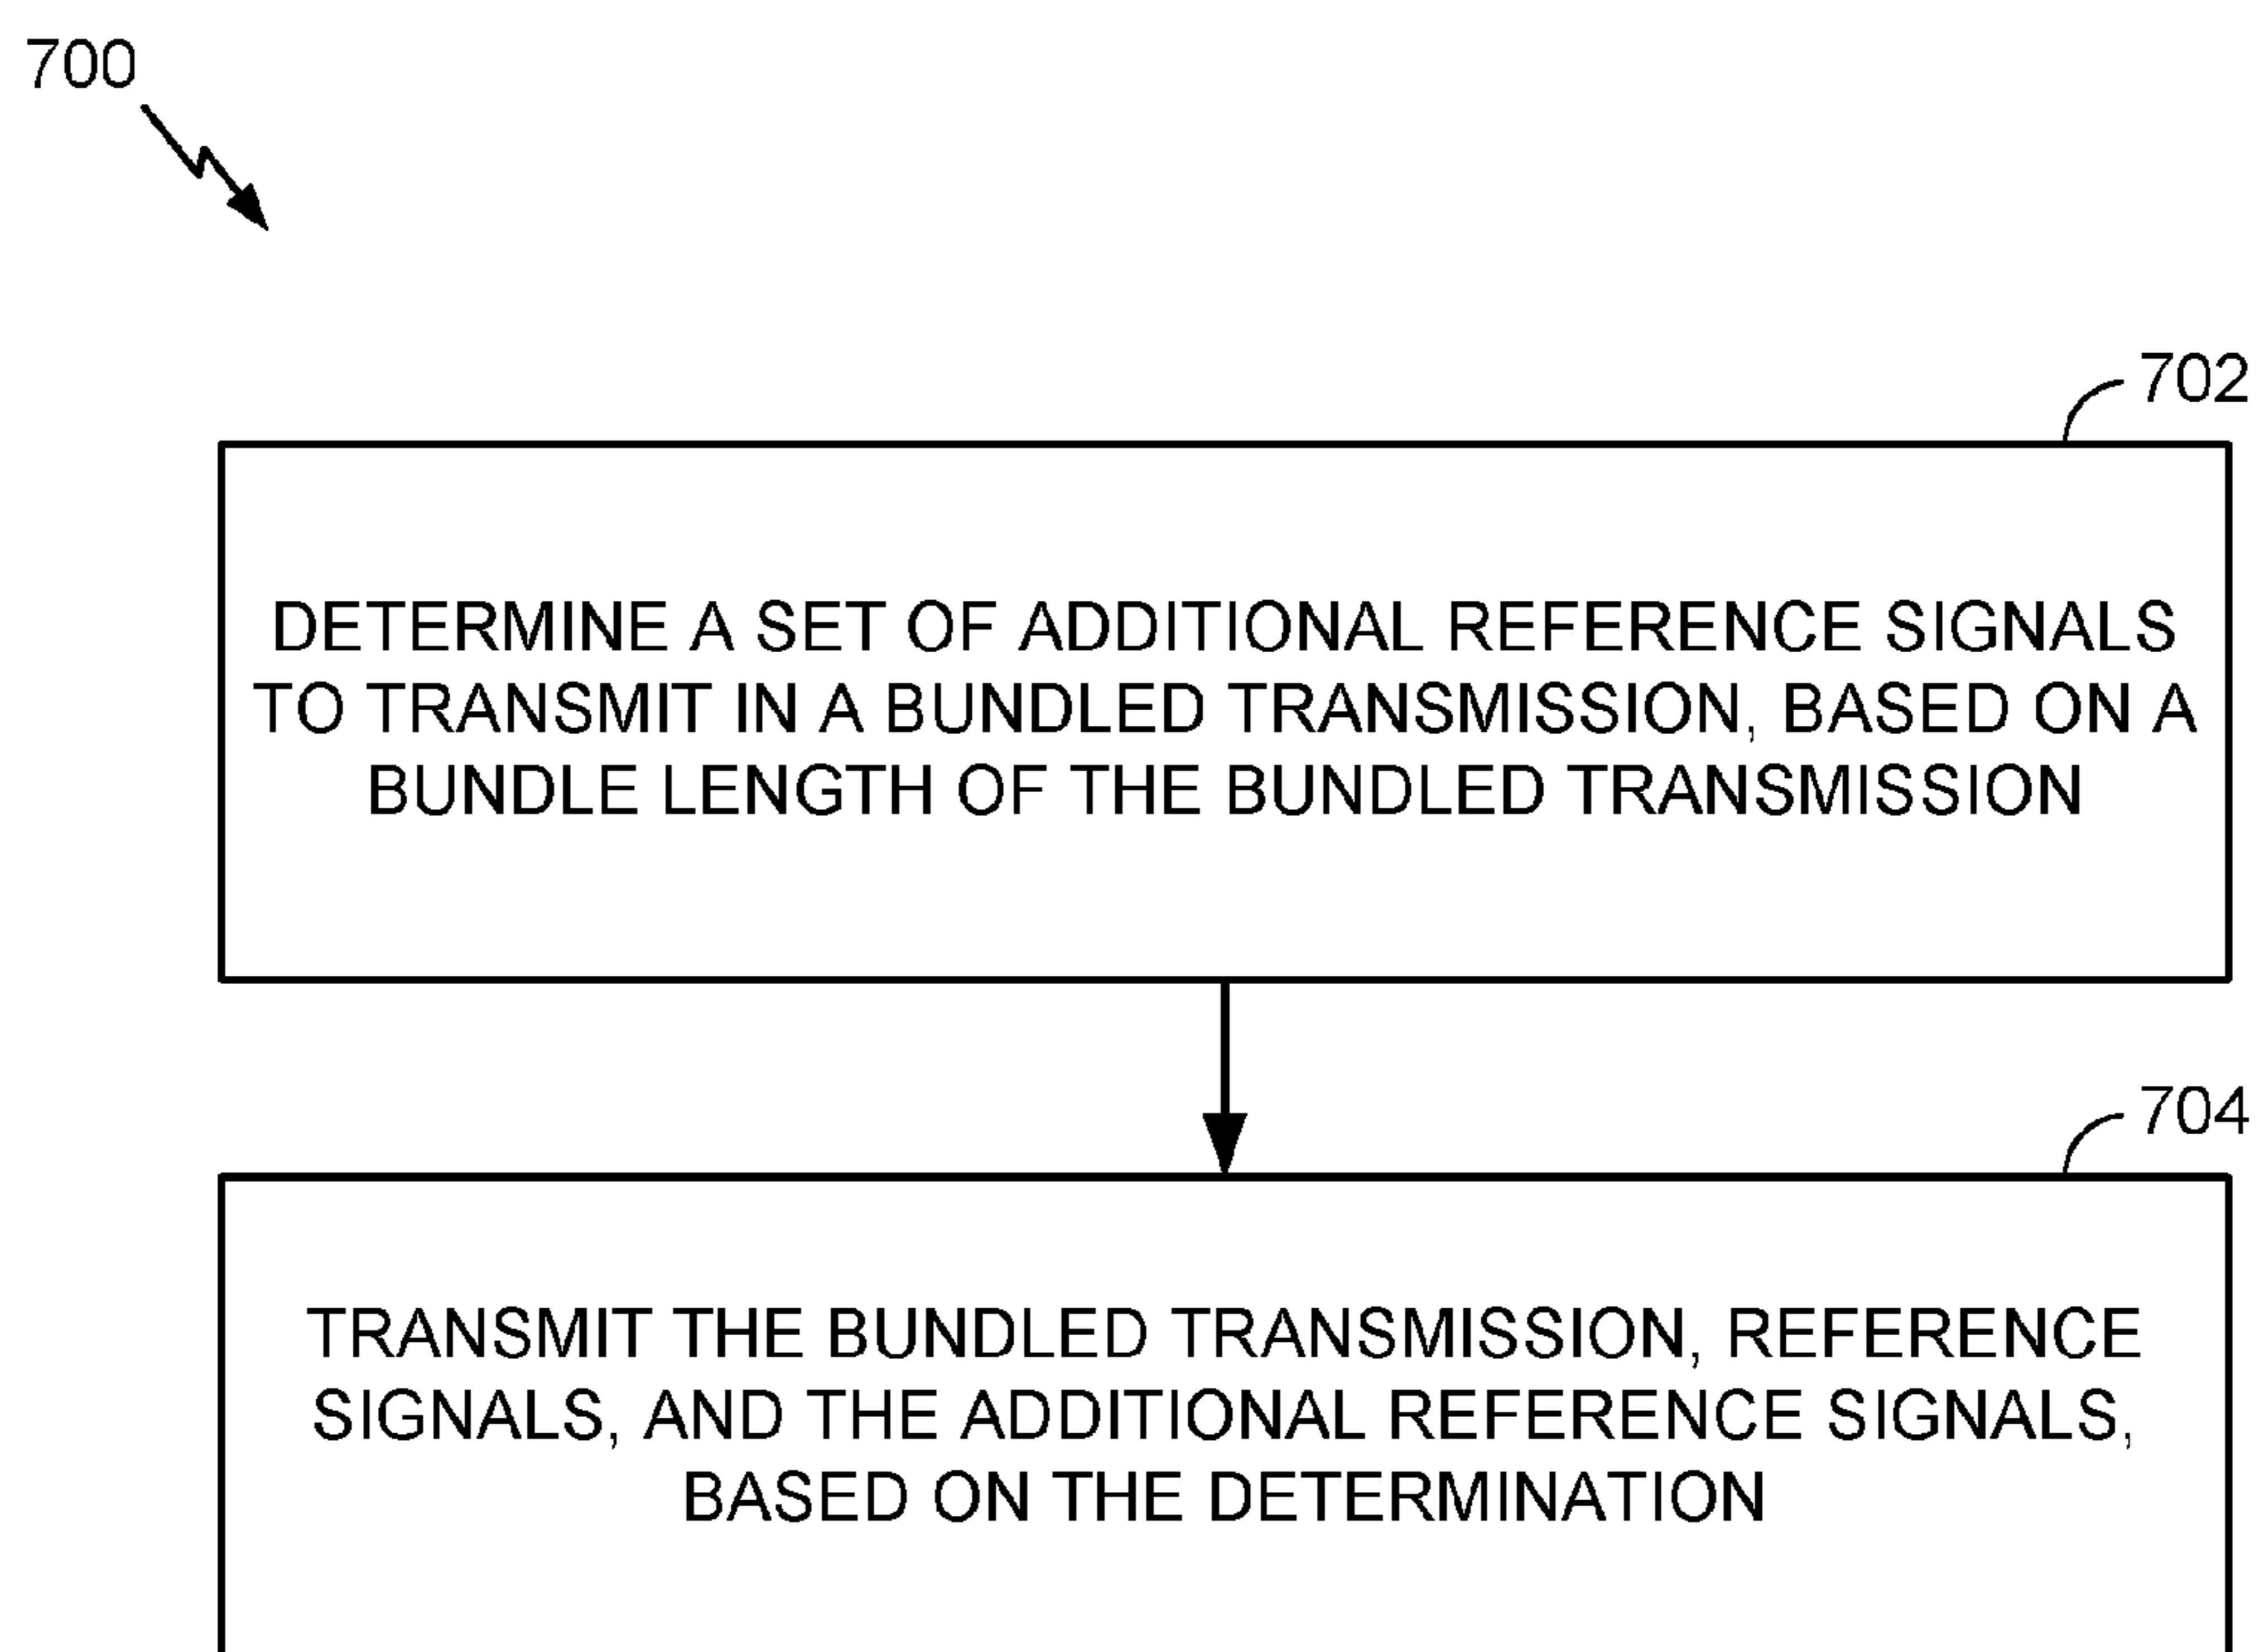 700
702
DETERMINE A SET OF ADDITIONAL REFERENCE SIGNALS
TO TRANSMIT IN A BUNDLED TRANSMISSION, BASED ON A
BUNDLE LENGTH OF THE BUNDLED TRANSMISSION
704
TRANSMIT THE BUNDLED TRANSMISSION, REFERENCE
SIGNALS, AND THE ADDITIONAL REFERENCE SIGNALS,
BASED ON THE DETERMINATION